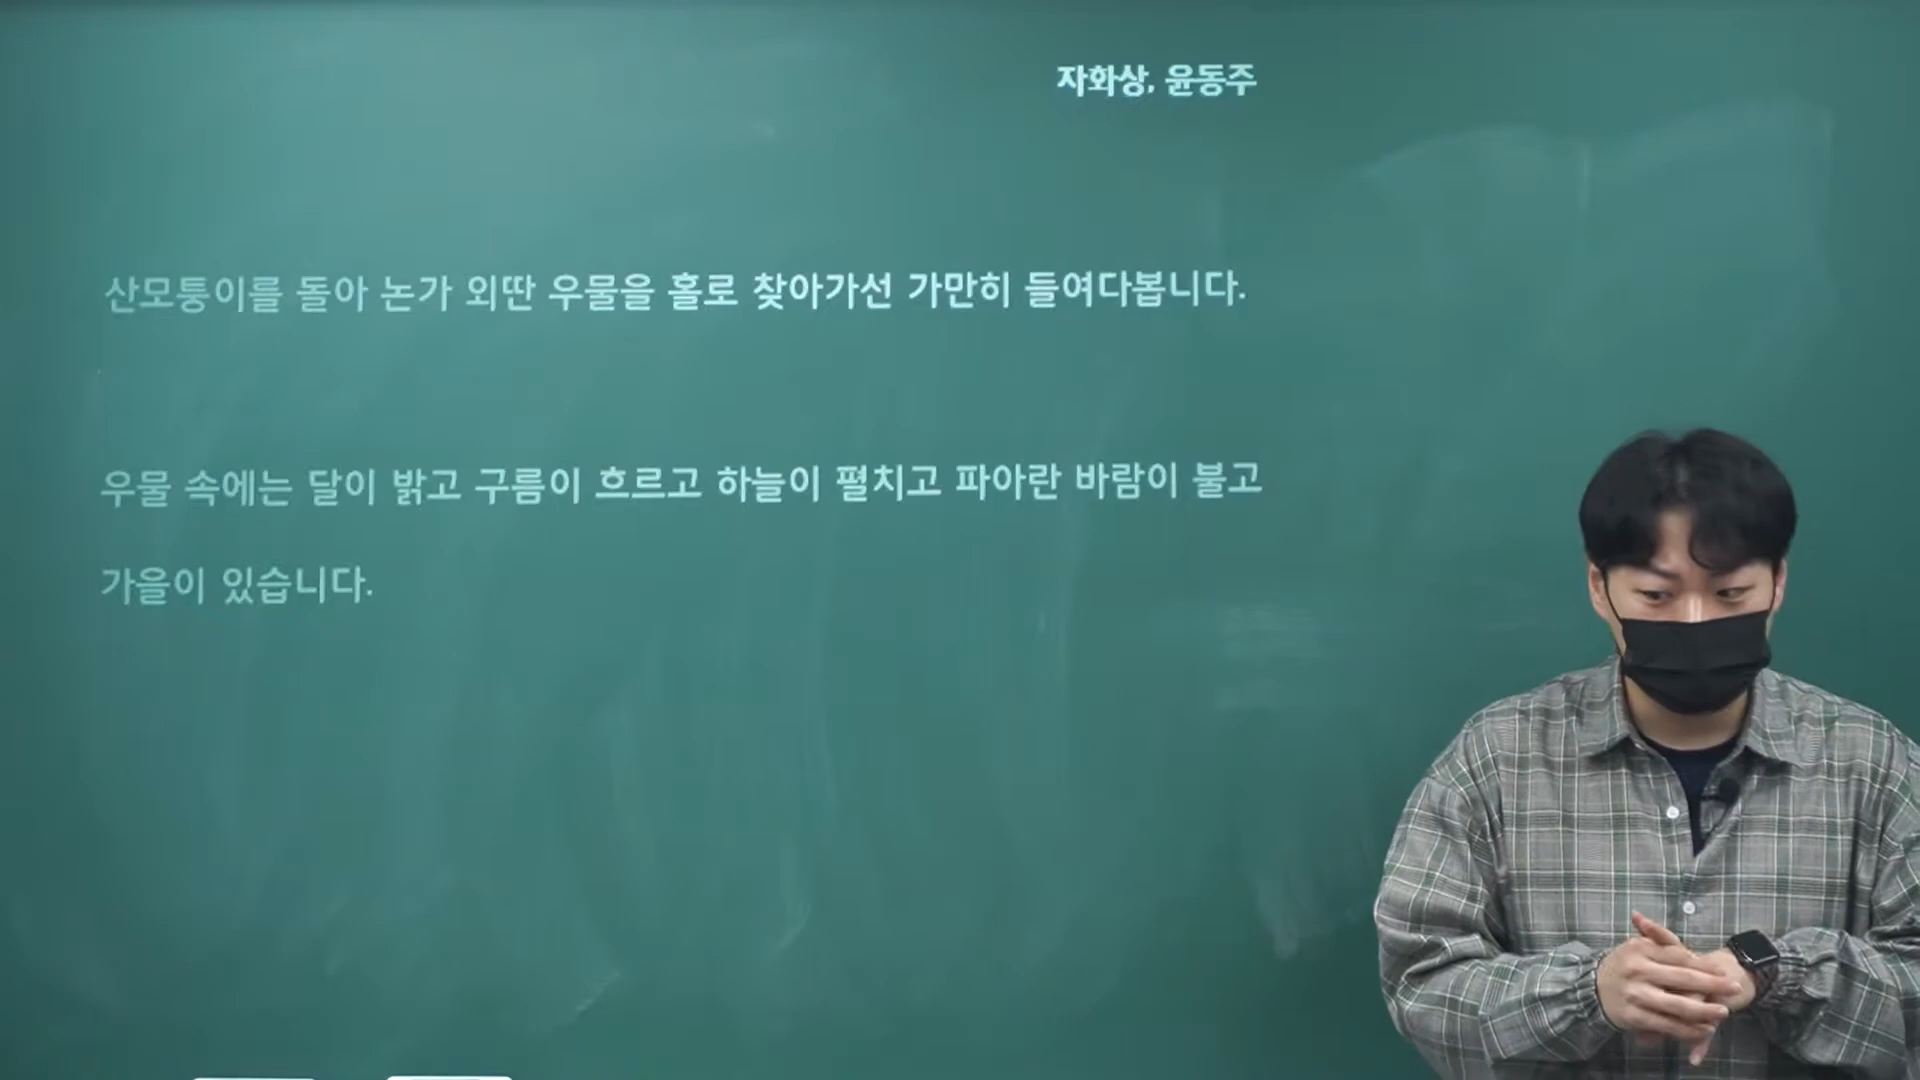 자화상, 윤동주
산모퉁이를 돌아 논가 외딴 우물을 홀로 찾아가선 가만히 들여다봅니다.
우물 속에는 달이 밝고 구름이 흐르고 하늘이 펼치고 파아란 바람이 불고
가을이 있습니다.